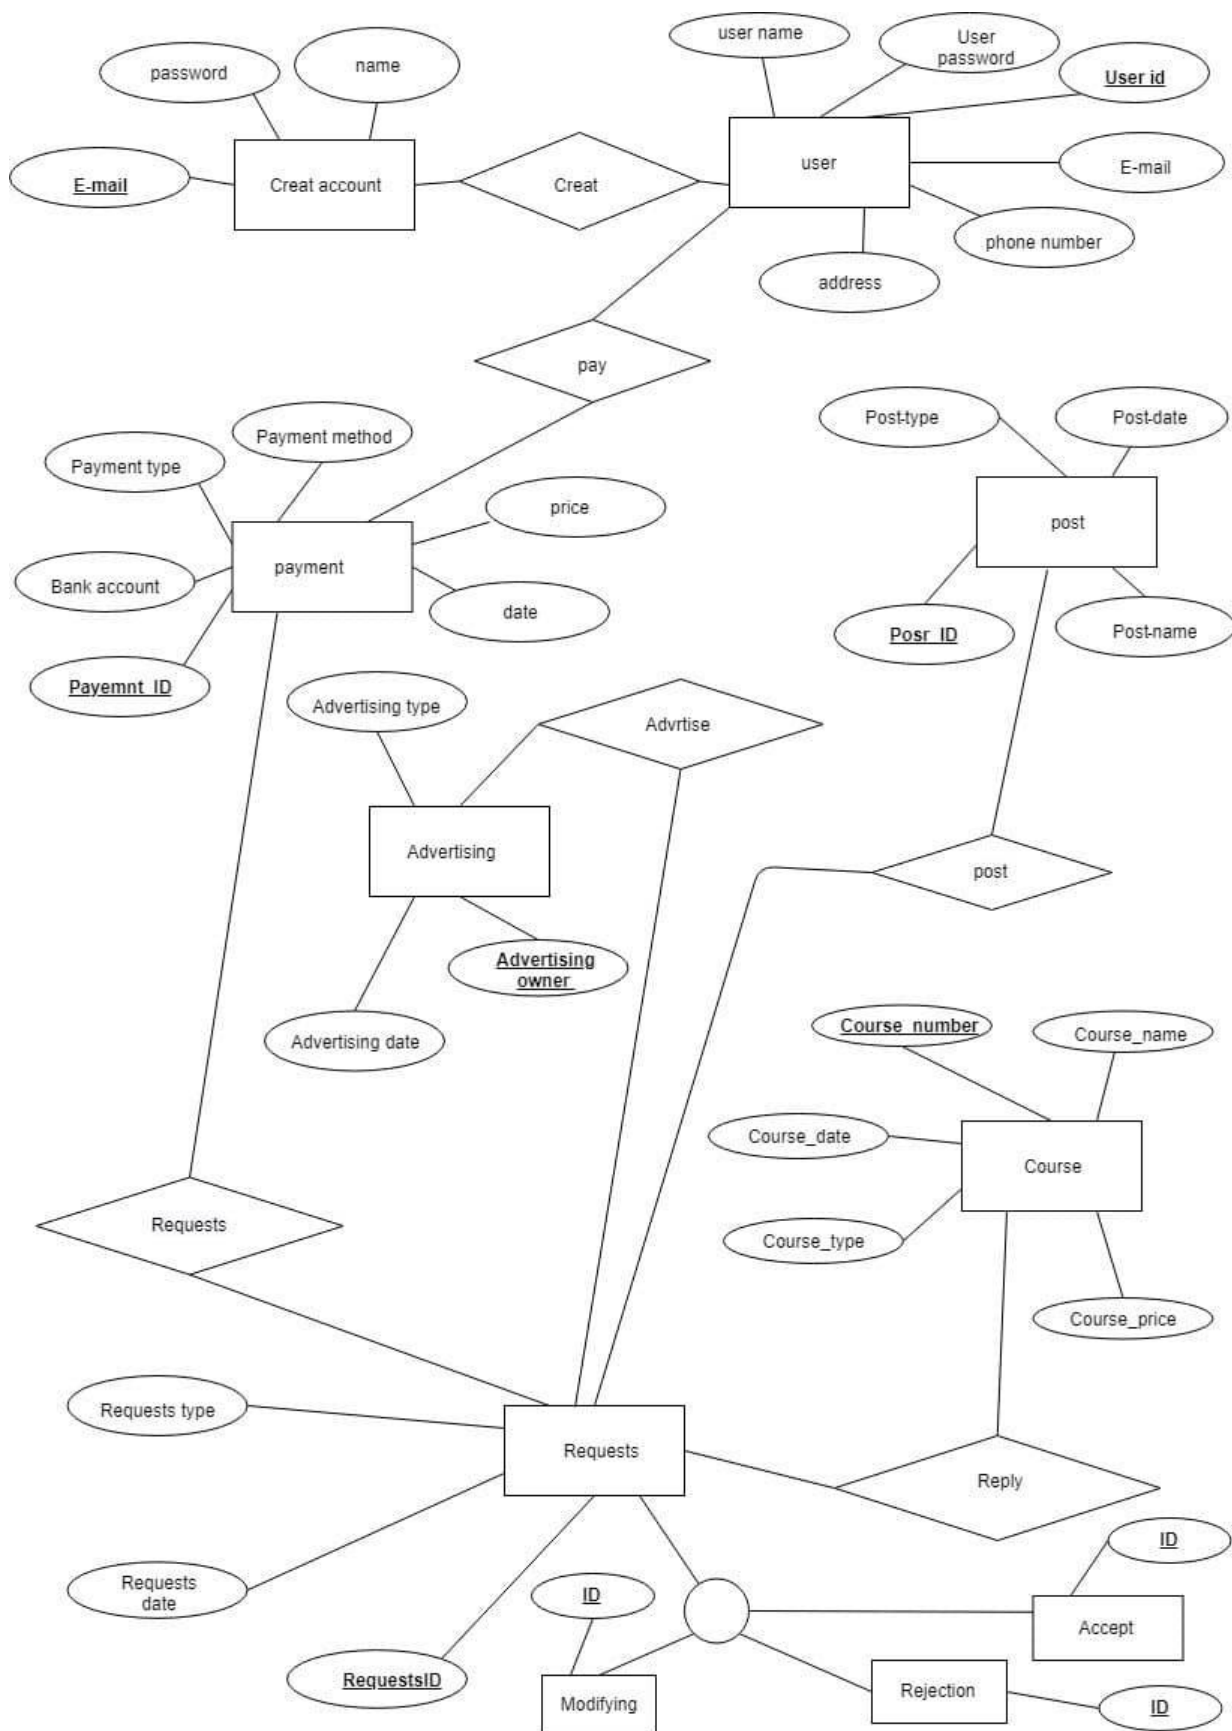 user name
User
password
name
password
User id
user
E-mail
E-mail
Creat account
Creat
phone number
address
pay
Post-type
Post-date
Payment method
Payment type
price
post
payment
Bank account
date
Posr_ID
Post-name
Payemnt_ID
Advertising type
Advrtise
Advertising
post
Advertising
owner
Advertising date
Course_number
Course_name
Course_date
Course
Requests
Course_type
Course_price
Requests type
Requests
Reply
ID
Requests
date
ID
Accept
RequestsID
Modifying
Rejection
ID